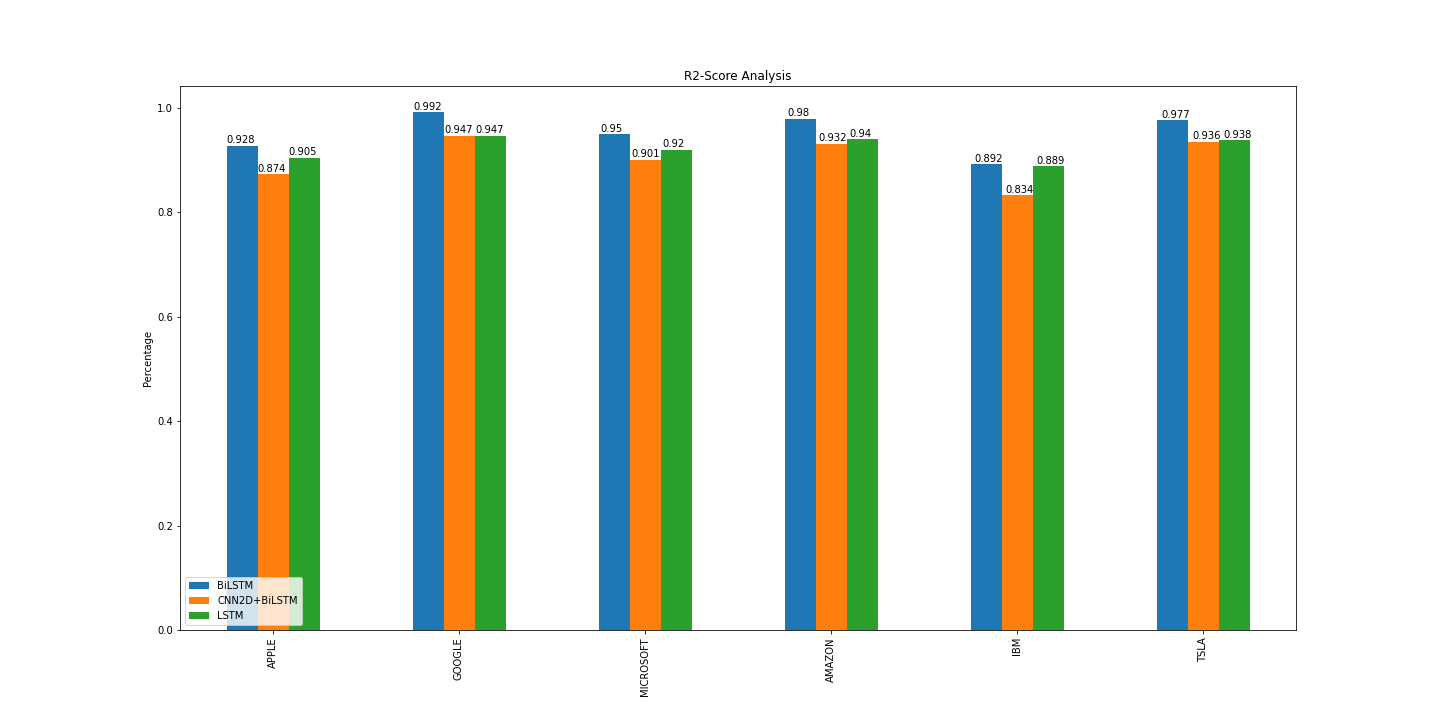 R2-Score Analysis
1.0
0.8
0.6
0.4
0.2
0.0
Percentage
0.928
0.874
0.905
0.992
0.947
0.947
0.95
0.901
0.92
0.98
0.932
0.94
0.892
0.834
0.889
0.977
0.936
0.938
BiLSTM
CNN2D+BiLSTM
LSTM
APPLE
GOOGLE
MICROSOFT
AMAZON
IBM
TSLA